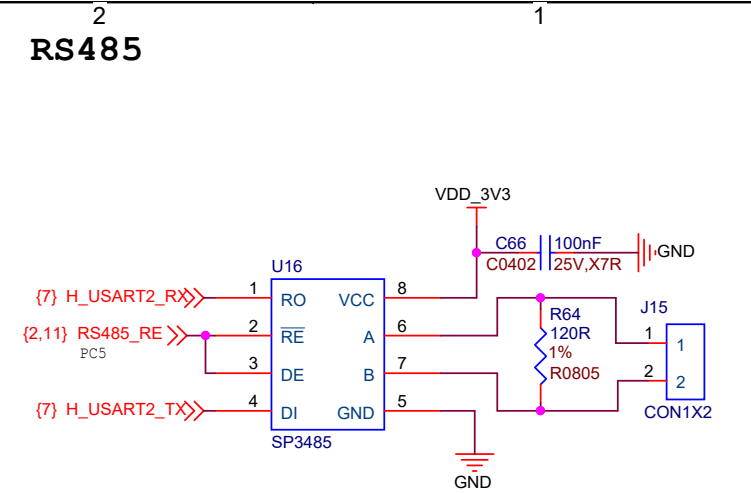 2 1
RS485
VDD_3V3
C66 100nF
C0402 25V,X7R
GND
U16
{7} H_USART2_RX 1 RO VCC 8
{2,11} RS485_RE 2 RE A 6
PC5
3 DE B 7
{7} H_USART2_TX 4 DI GND 5
SP3485
R64
120R
1%
R0805
J15
1 1
2 2
CON1X2
GND